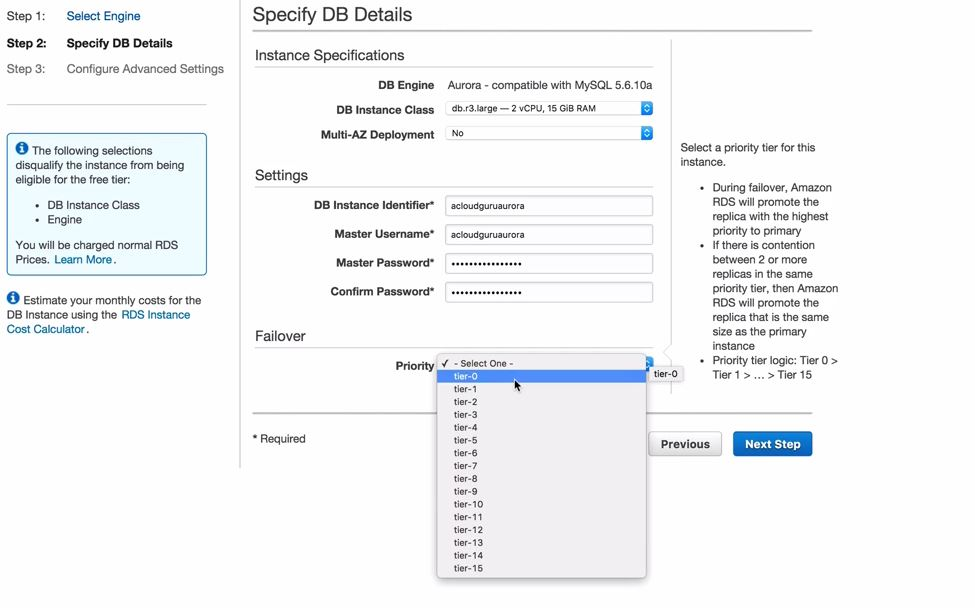 Step 1: Select Engine
Step 2: Specify DB Details
Step 3: Configure Advanced Settings
The following selections
disqualify the instance from being
eligible for the free tier:
• DB Instance Class
• Engine
You will be charged normal RDS
Prices. Learn More.
Estimate your monthly costs for the
DB Instance using the RDS Instance
Cost Calculator.
Specify DB Details
Instance Specifications
DB Engine Aurora - compatible with MySQL 5.6.10a
DB Instance Class db.r3.large — 2 vCPU, 15 GiB RAM
Multi-AZ Deployment No
Settings
DB Instance Identifier* acloudguruaurora
Master Username* acloudguruaurora
Master Password* ••••••••••••••••
Confirm Password* ••••••••••••••••
Failover
Priority ✓ - Select One -
tier-0
tier-1
tier-2
tier-3
tier-4
tier-5
tier-6
tier-7
tier-8
tier-9
tier-10
tier-11
tier-12
tier-13
tier-14
tier-15
tier-0
Select a priority tier for this
instance.
• During failover, Amazon
RDS will promote the
replica with the highest
priority to primary
• If there is contention
between 2 or more
replicas in the same
priority tier, then Amazon
RDS will promote the
replica that is the same
size as the primary
instance
• Priority tier logic: Tier 0 >
Tier 1 > ... > Tier 15
* Required
Previous
Next Step